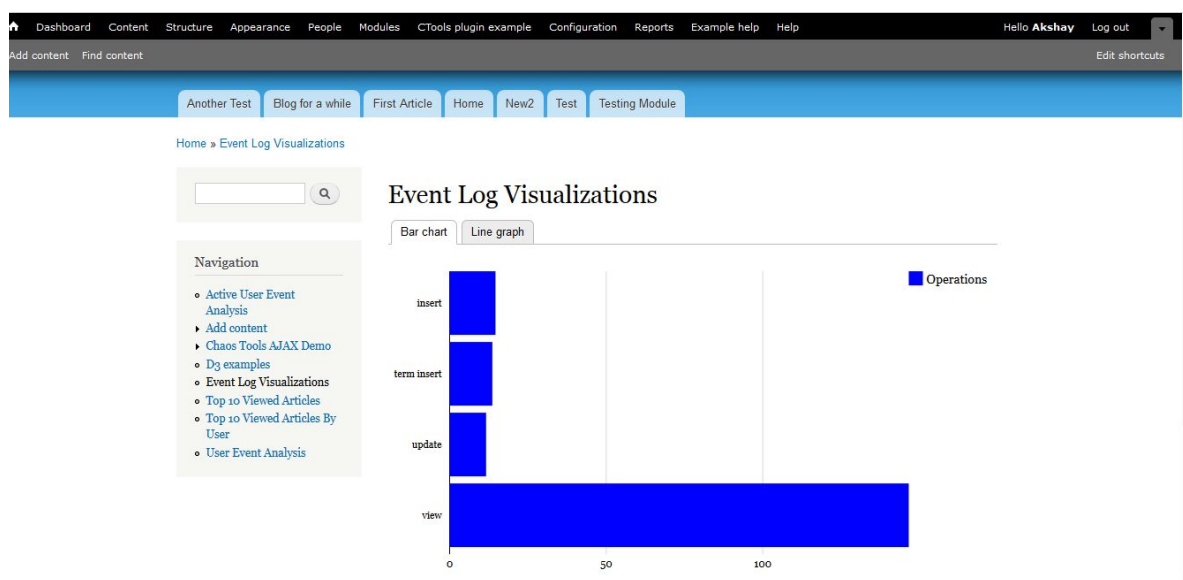 Dashboard Content Structure Appearance People Modules CTools plugin example Configuration Reports Example help Help Hello Akshay Log out
Add content Find content Edit shortcuts
Another Test Blog for a while First Article Home New2 Test Testing Module
Home » Event Log Visualizations
Event Log Visualizations
Bar chart Line graph
Navigation
Active User Event
Analysis
Add content
Chaos Tools AJAX Demo
D3 examples
Event Log Visualizations
Top 10 Viewed Articles
Top 10 Viewed Articles By
User
User Event Analysis
Operations
insert
term insert
update
view
0 50 100